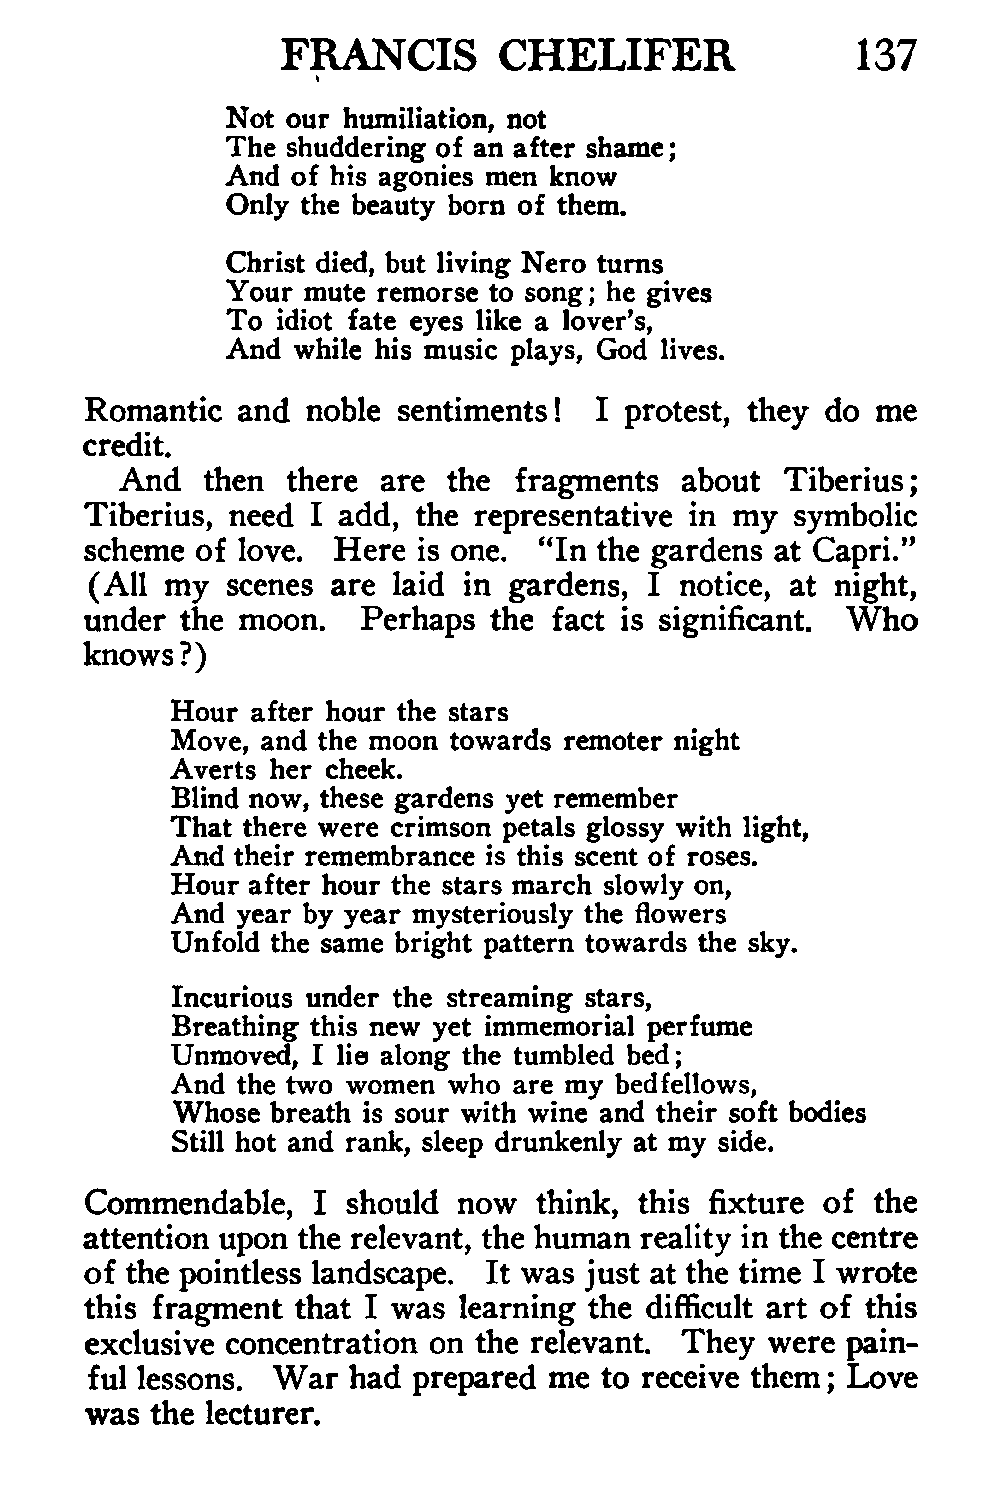 FRANCIS CHELIFER 137
Not our humiliation, not
The shuddering of an after shame;
And of his agonies men know
Only the beauty born of them.
Christ died, but living Nero turns
Your mute remorse to song; he gives
To idiot fate eyes like a lover's,
And while his music plays, God lives.
Romantic and noble sentiments! I protest, they do me
credit.
And then there are the fragments about Tiberius;
Tiberius, need I add, the representative in my symbolic
scheme of love. Here is one. “In the gardens at Capri.”
(All my scenes are laid in gardens, I notice, at night,
under the moon. Perhaps the fact is significant. Who
knows?)
Hour after hour the stars
Move, and the moon towards remoter night
Averts her cheek.
Blind now, these gardens yet remember
That there were crimson petals glossy with light,
And their remembrance is this scent of roses.
Hour after hour the stars march slowly on,
And year by year mysteriously the flowers
Unfold the same bright pattern towards the sky.
Incurious under the streaming stars,
Breathing this new yet immemorial perfume
Unmoved, I lie along the tumbled bed;
And the two women who are my bedfellows,
Whose breath is sour with wine and their soft bodies
Still hot and rank, sleep drunkenly at my side.
Commendable, I should now think, this fixture of the
attention upon the relevant, the human reality in the centre
of the pointless landscape. It was just at the time I wrote
this fragment that I was learning the difficult art of this
exclusive concentration on the relevant. They were pain-
ful lessons. War had prepared me to receive them; Love
was the lecturer.